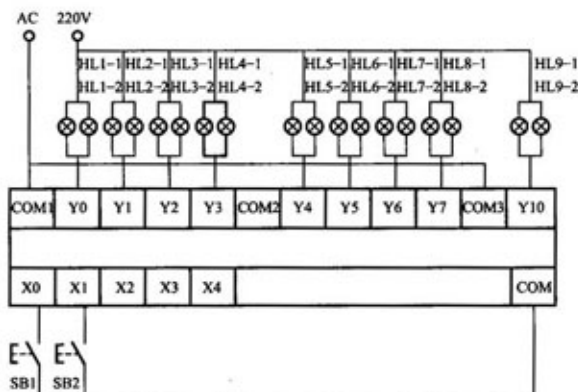 AC 220V
HL1-1 HL2-1 HL3-1 HL4-1 HL5-1 HL6-1 HL7-1 HL8-1 HL9-1
HL1-2 HL2-2 HL3-2 HL4-2 HL5-2 HL6-2 HL7-2 HL8-2 HL9-2
COM1 Y0 Y1 Y2 Y3 COM2 Y4 Y5 Y6 Y7 COM3 Y10
X0 X1 X2 X3 X4 COM
SB1 SB2